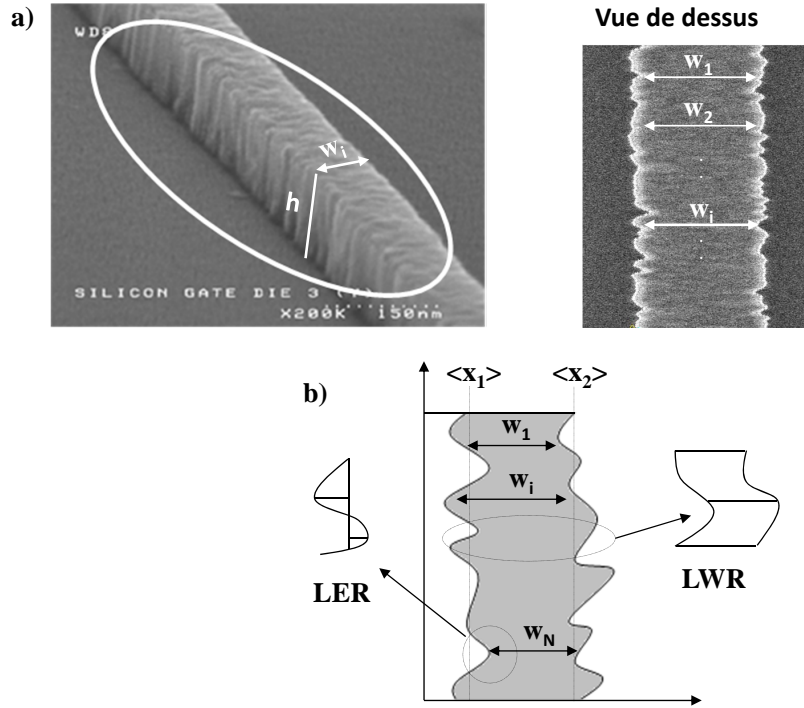 a)
Vue de dessus
w_i
h
SILICON GATE DIE 3
X200K 150nm
w_1
w_2
w_i
b)
<x_1> <x_2>
w_1
w_i
w_N
LER
LWR